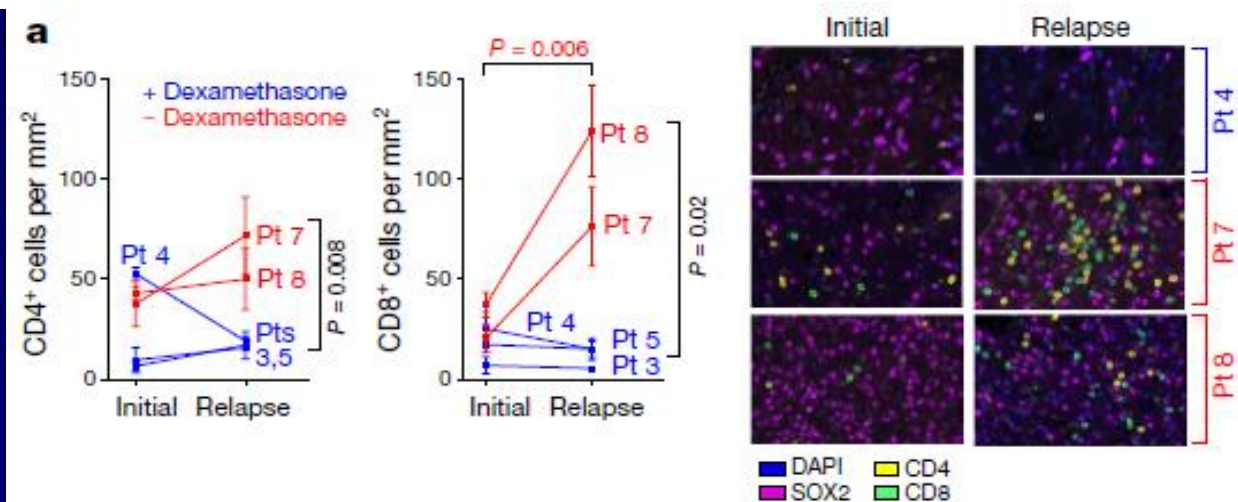 a
150
100
50
0
CD4⁺ cells per mm²
+ Dexamethasone
− Dexamethasone
Pt 4
Pt 7
Pt 8
Pts
3,5
P = 0.008
Initial Relapse
P = 0.006
150
100
50
0
CD8⁺ cells per mm²
Pt 8
Pt 7
Pt 4
Pt 5
Pt 3
P = 0.02
Initial Relapse
Initial Relapse
Pt 4
Pt 7
Pt 8
DAPI CD4
SOX2 CD8